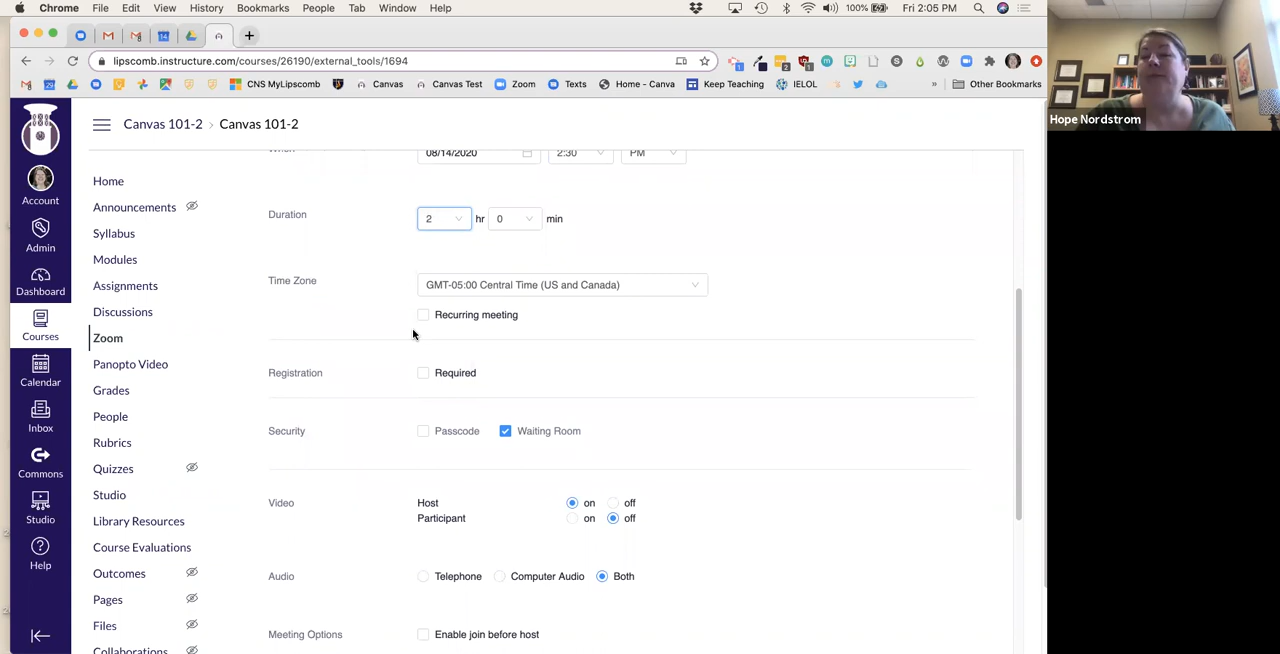 Chrome File Edit View History Bookmarks People Tab Window Help 100% Fri 2:05 PM
lipscomb.instructure.com/courses/26190/external_tools/1694
CNS MyLipscomb Canvas Canvas Test Zoom Texts Home - Canva Keep Teaching IELOL » Other Bookmarks
Hope Nordstrom
Canvas 101-2 › Canvas 101-2
Account
Admin
Dashboard
Courses
Calendar
Inbox
Commons
Studio
Help
Home
Announcements
Syllabus
Modules
Assignments
Discussions
Zoom
Panopto Video
Grades
People
Rubrics
Quizzes
Studio
Library Resources
Course Evaluations
Outcomes
Pages
Files
Collaborations
When 08/14/2020 2:30 PM
Duration 2 hr 0 min
Time Zone GMT-05:00 Central Time (US and Canada)
Recurring meeting
Registration Required
Security Passcode Waiting Room
Video Host on off
Participant on off
Audio Telephone Computer Audio Both
Meeting Options Enable join before host